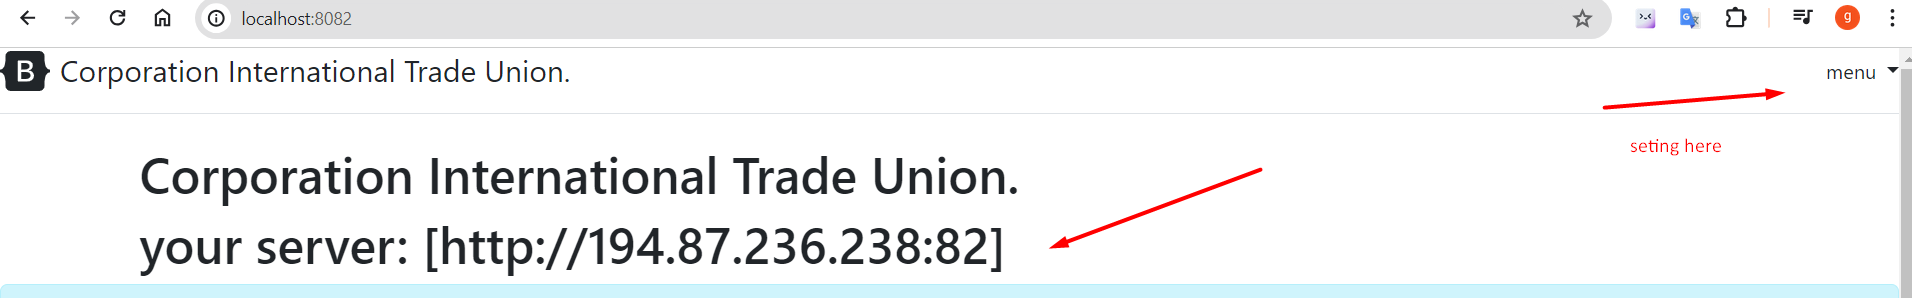 localhost:8082
g
B Corporation International Trade Union. menu
seting here
Corporation International Trade Union.
your server: [http://194.87.236.238:82]